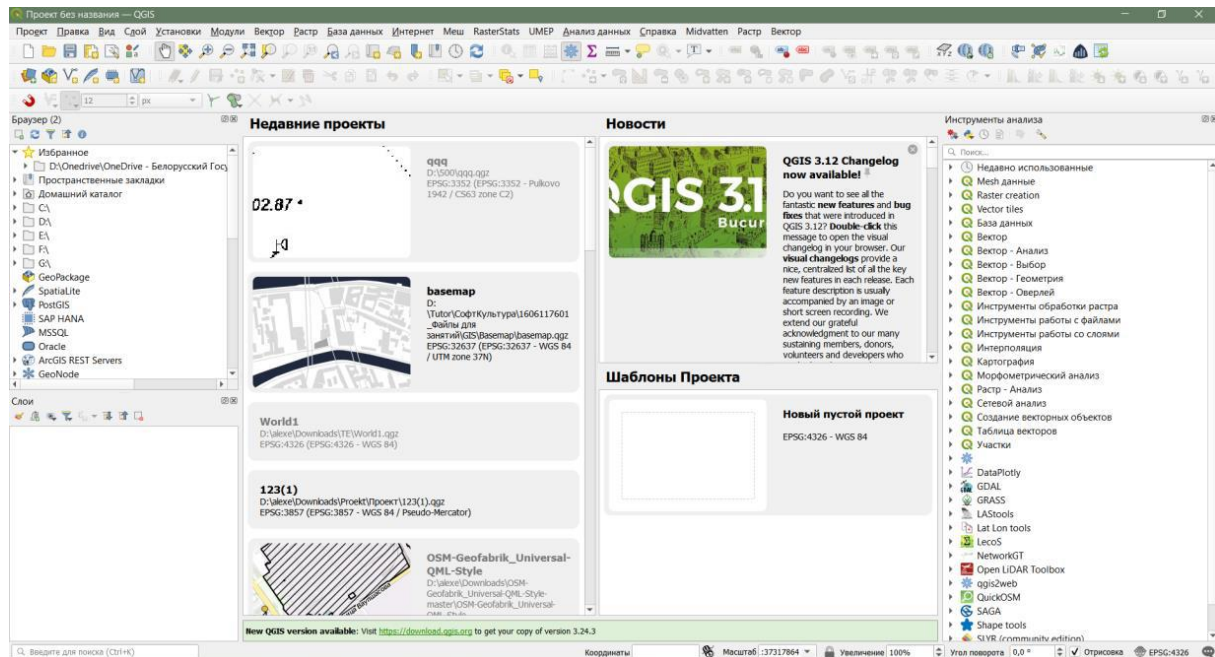 Проект без названия — QGIS
Проект Правка Вид Слой Установки Модули Вектор Растр База данных Интернет Меш RasterStats UMEP Анализ данных Справка Midvatten Растр Вектор
12 px
Браузер (2)
Избранное
D:\Onedrive\OneDrive - Белорусский Гос
Пространственные закладки
Домашний каталог
C:\
D:\
E:\
F:\
G:\
GeoPackage
SpatiaLite
PostGIS
SAP HANA
MSSQL
Oracle
ArcGIS REST Servers
GeoNode
Слои
Недавние проекты
02.87
qqq
D:\500\qqq.qgz
EPSG:3352 (EPSG:3352 - Pulkovo
1942 / CS63 zone C2)
basemap
D:
\Tutor\СофтКультура\1606117601
_Файлы для
занятий\GIS\Basemap\basemap.qgz
EPSG:32637 (EPSG:32637 - WGS 84
/ UTM zone 37N)
World1
D:\alexe\Downloads\TE\World1.qgz
EPSG:4326 (EPSG:4326 - WGS 84)
123(1)
D:\alexe\Downloads\Proekt\Проект\123(1).qgz
EPSG:3857 (EPSG:3857 - WGS 84 / Pseudo-Mercator)
OSM-Geofabrik_Universal-
QML-Style
D:\alexe\Downloads\OSM-
Geofabrik_Universal-QML-Style-
master\OSM-Geofabrik_Universal-
Новости
QGIS 3.1
Bucur
QGIS 3.12 Changelog
now available!
Do you want to see all the
fantastic new features and bug
fixes that were introduced in
QGIS 3.12? Double-click this
message to open the visual
changelog in your browser. Our
visual changelogs provide a
nice, centralized list of all the key
new features in each release. Each
feature description is usually
accompanied by an image or
short screen recording. We
extend our grateful
acknowledgment to our many
sustaining members, donors,
volunteers and developers who
Шаблоны Проекта
Новый пустой проект
EPSG:4326 - WGS 84
New QGIS version available: Visit https://download.qgis.org to get your copy of version 3.24.3
Инструменты анализа
Поиск...
Недавно использованные
Mesh данные
Raster creation
Vector tiles
База данных
Вектор
Вектор - Анализ
Вектор - Выбор
Вектор - Геометрия
Вектор - Оверлей
Инструменты обработки растра
Инструменты работы с файлами
Инструменты работы со слоями
Интерполяция
Картография
Морфометрический анализ
Растр - Анализ
Сетевой анализ
Создание векторных объектов
Таблица векторов
Участки
DataPlotly
GDAL
GRASS
LAStools
Lat Lon tools
LecoS
NetworkGT
Open LiDAR Toolbox
qgis2web
QuickOSM
SAGA
Shape tools
SLYR (community edition)
Введите для поиска (Ctrl+K)
Координаты Масштаб :37317864 Увеличение 100% Угол поворота 0,0 ° Отрисовка EPSG:4326